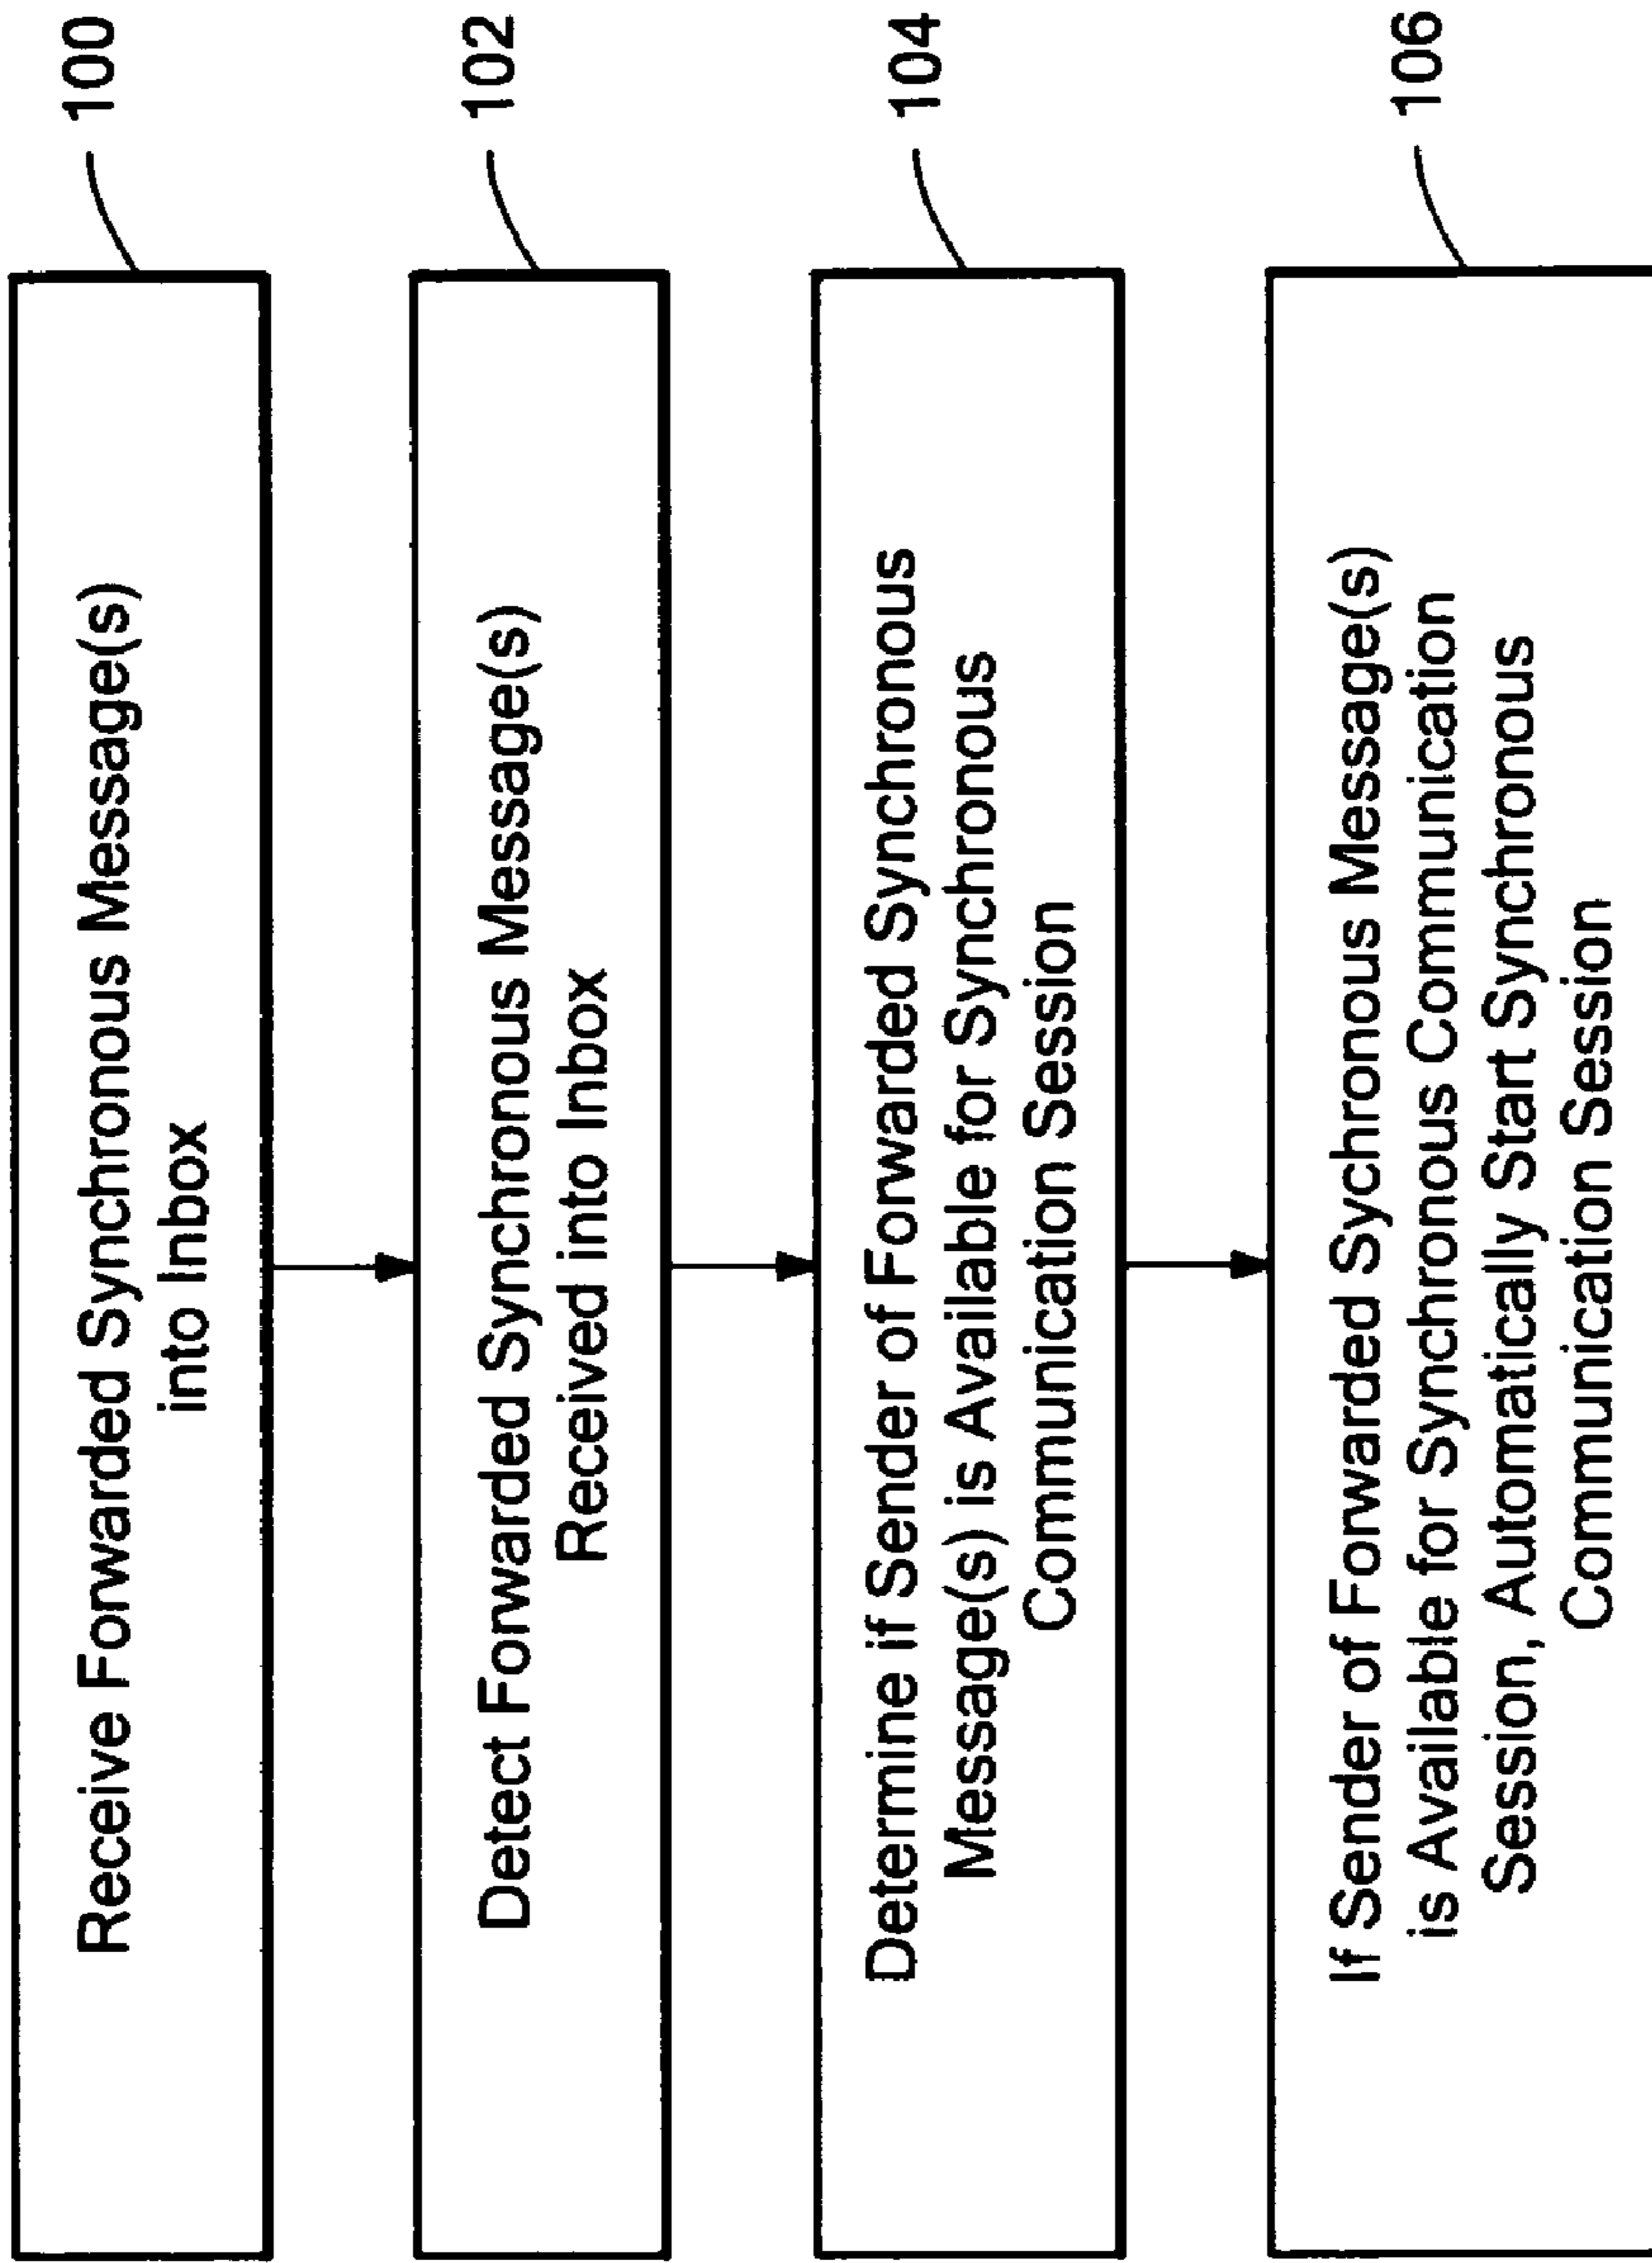 Receive Forwarded Synchronous Message(s)
into Inbox
100
Detect Forwarded Synchronous Message(s)
Received into Inbox
102
Determine if Sender of Forwarded Synchronous
Message(s) is Available for Synchronous
Communication Session
104
If Sender of Forwarded Sychronous Message(s)
is Available for Synchronous Communication
Session, Automatically Start Synchronous
Communication Session
106